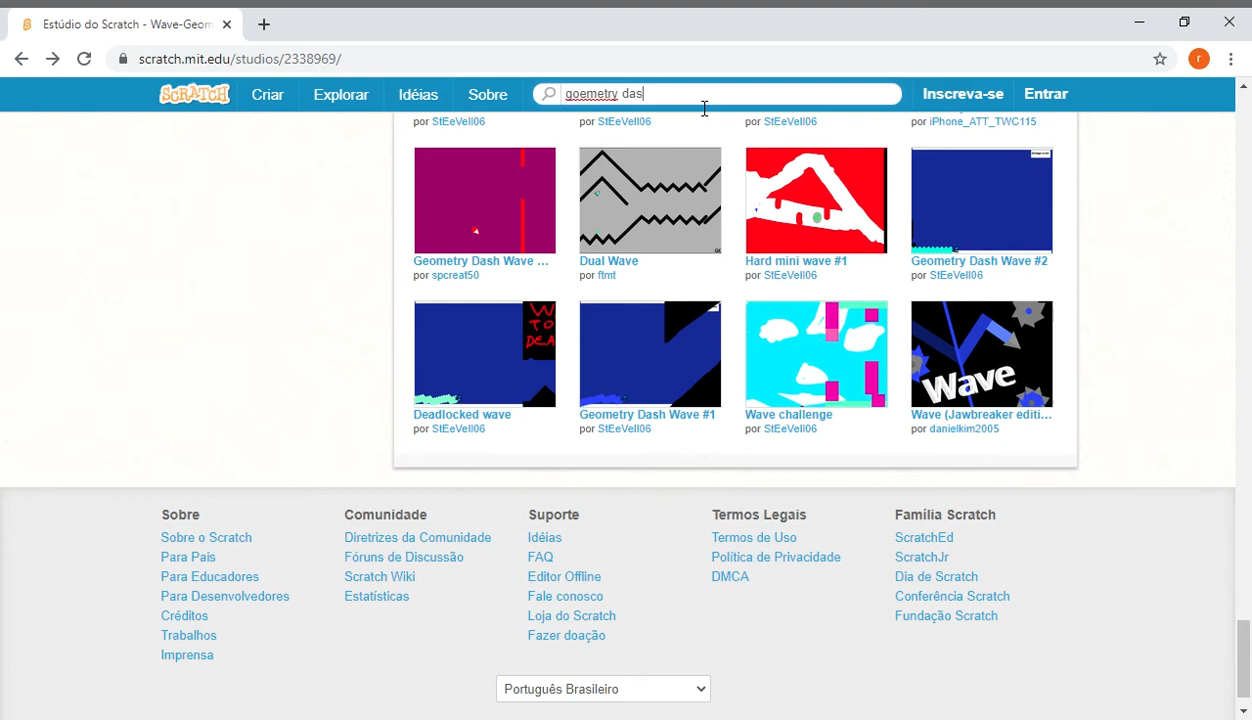 Estúdio do Scratch - Wave-Geom
scratch.mit.edu/studios/2338969/
r
SCRATCH
Criar
Explorar
Idéias
Sobre
goemetry das
Inscreva-se
Entrar
por StEeVell06
por StEeVell06
por StEeVell06
por iPhone_ATT_TWC115
Geometry Dash Wave ...
Dual Wave
Hard mini wave #1
Geometry Dash Wave #2
por spcreat50
por ftmt
por StEeVell06
por StEeVell06
W
TO
DEA
Wave
Deadlocked wave
Geometry Dash Wave #1
Wave challenge
Wave (Jawbreaker editi...
por StEeVell06
por StEeVell06
por StEeVell06
por danielkim2005
Sobre
Comunidade
Suporte
Termos Legais
Família Scratch
Sobre o Scratch
Diretrizes da Comunidade
Idéias
Termos de Uso
ScratchEd
Para Pais
Fóruns de Discussão
FAQ
Política de Privacidade
ScratchJr
Para Educadores
Scratch Wiki
Editor Offline
DMCA
Dia de Scratch
Para Desenvolvedores
Estatísticas
Fale conosco
Conferência Scratch
Créditos
Loja do Scratch
Fundação Scratch
Trabalhos
Fazer doação
Imprensa
Português Brasileiro